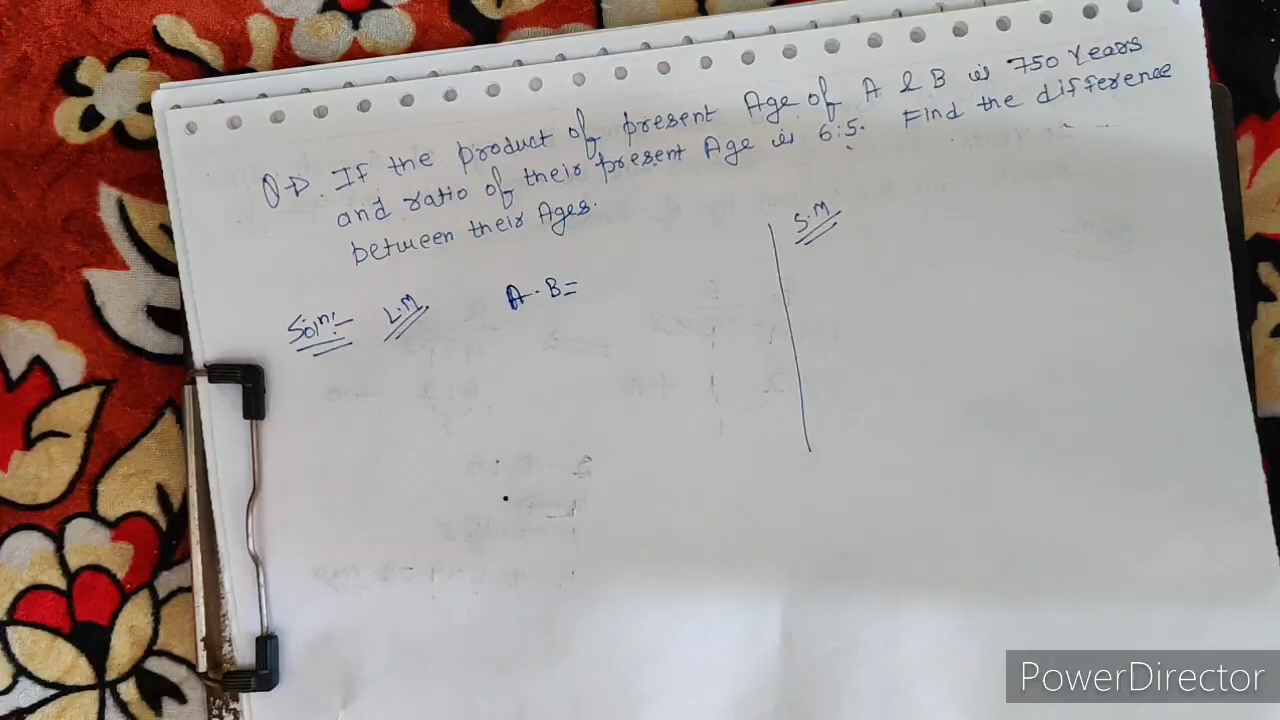 Q→. If the product of present Age of A & B is 750 Years
and ratio of their present Age is 6:5. Find the difference
between their Ages.
S.M
Soln:- L.M A·B=
PowerDirector